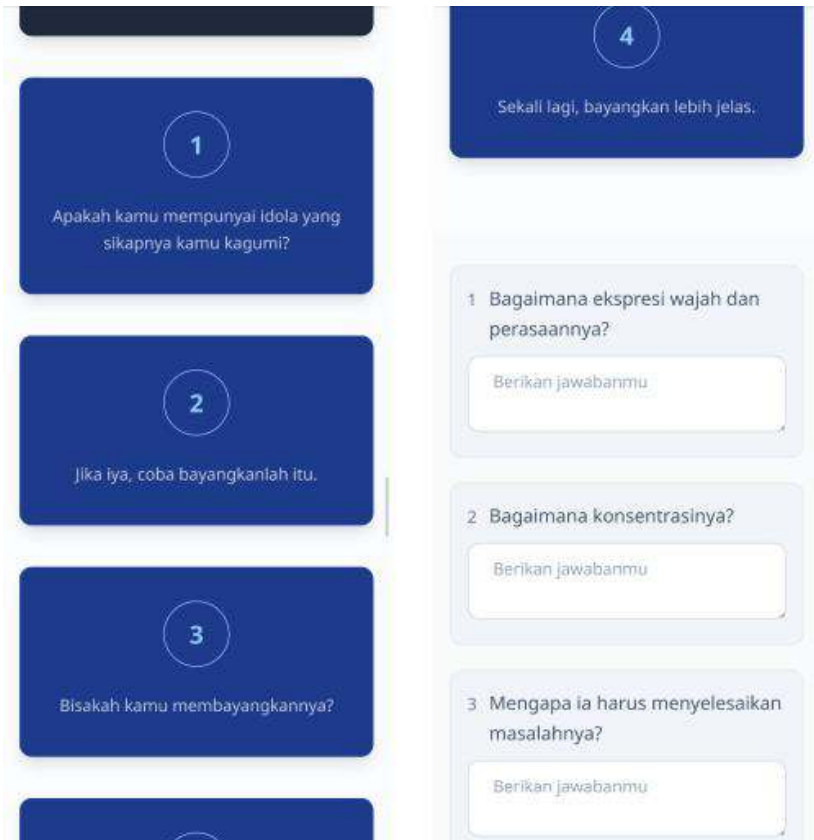 1
Apakah kamu mempunyai idola yang
sikapnya kamu kagumi?
2
Jika iya, coba bayangkanlah itu.
3
Bisakah kamu membayangkannya?
4
Sekali lagi, bayangkan lebih jelas.
1 Bagaimana ekspresi wajah dan
perasaannya?
Berikan jawabanmu
2 Bagaimana konsentrasinya?
Berikan jawabanmu
3 Mengapa ia harus menyelesaikan
masalahnya?
Berikan jawabanmu